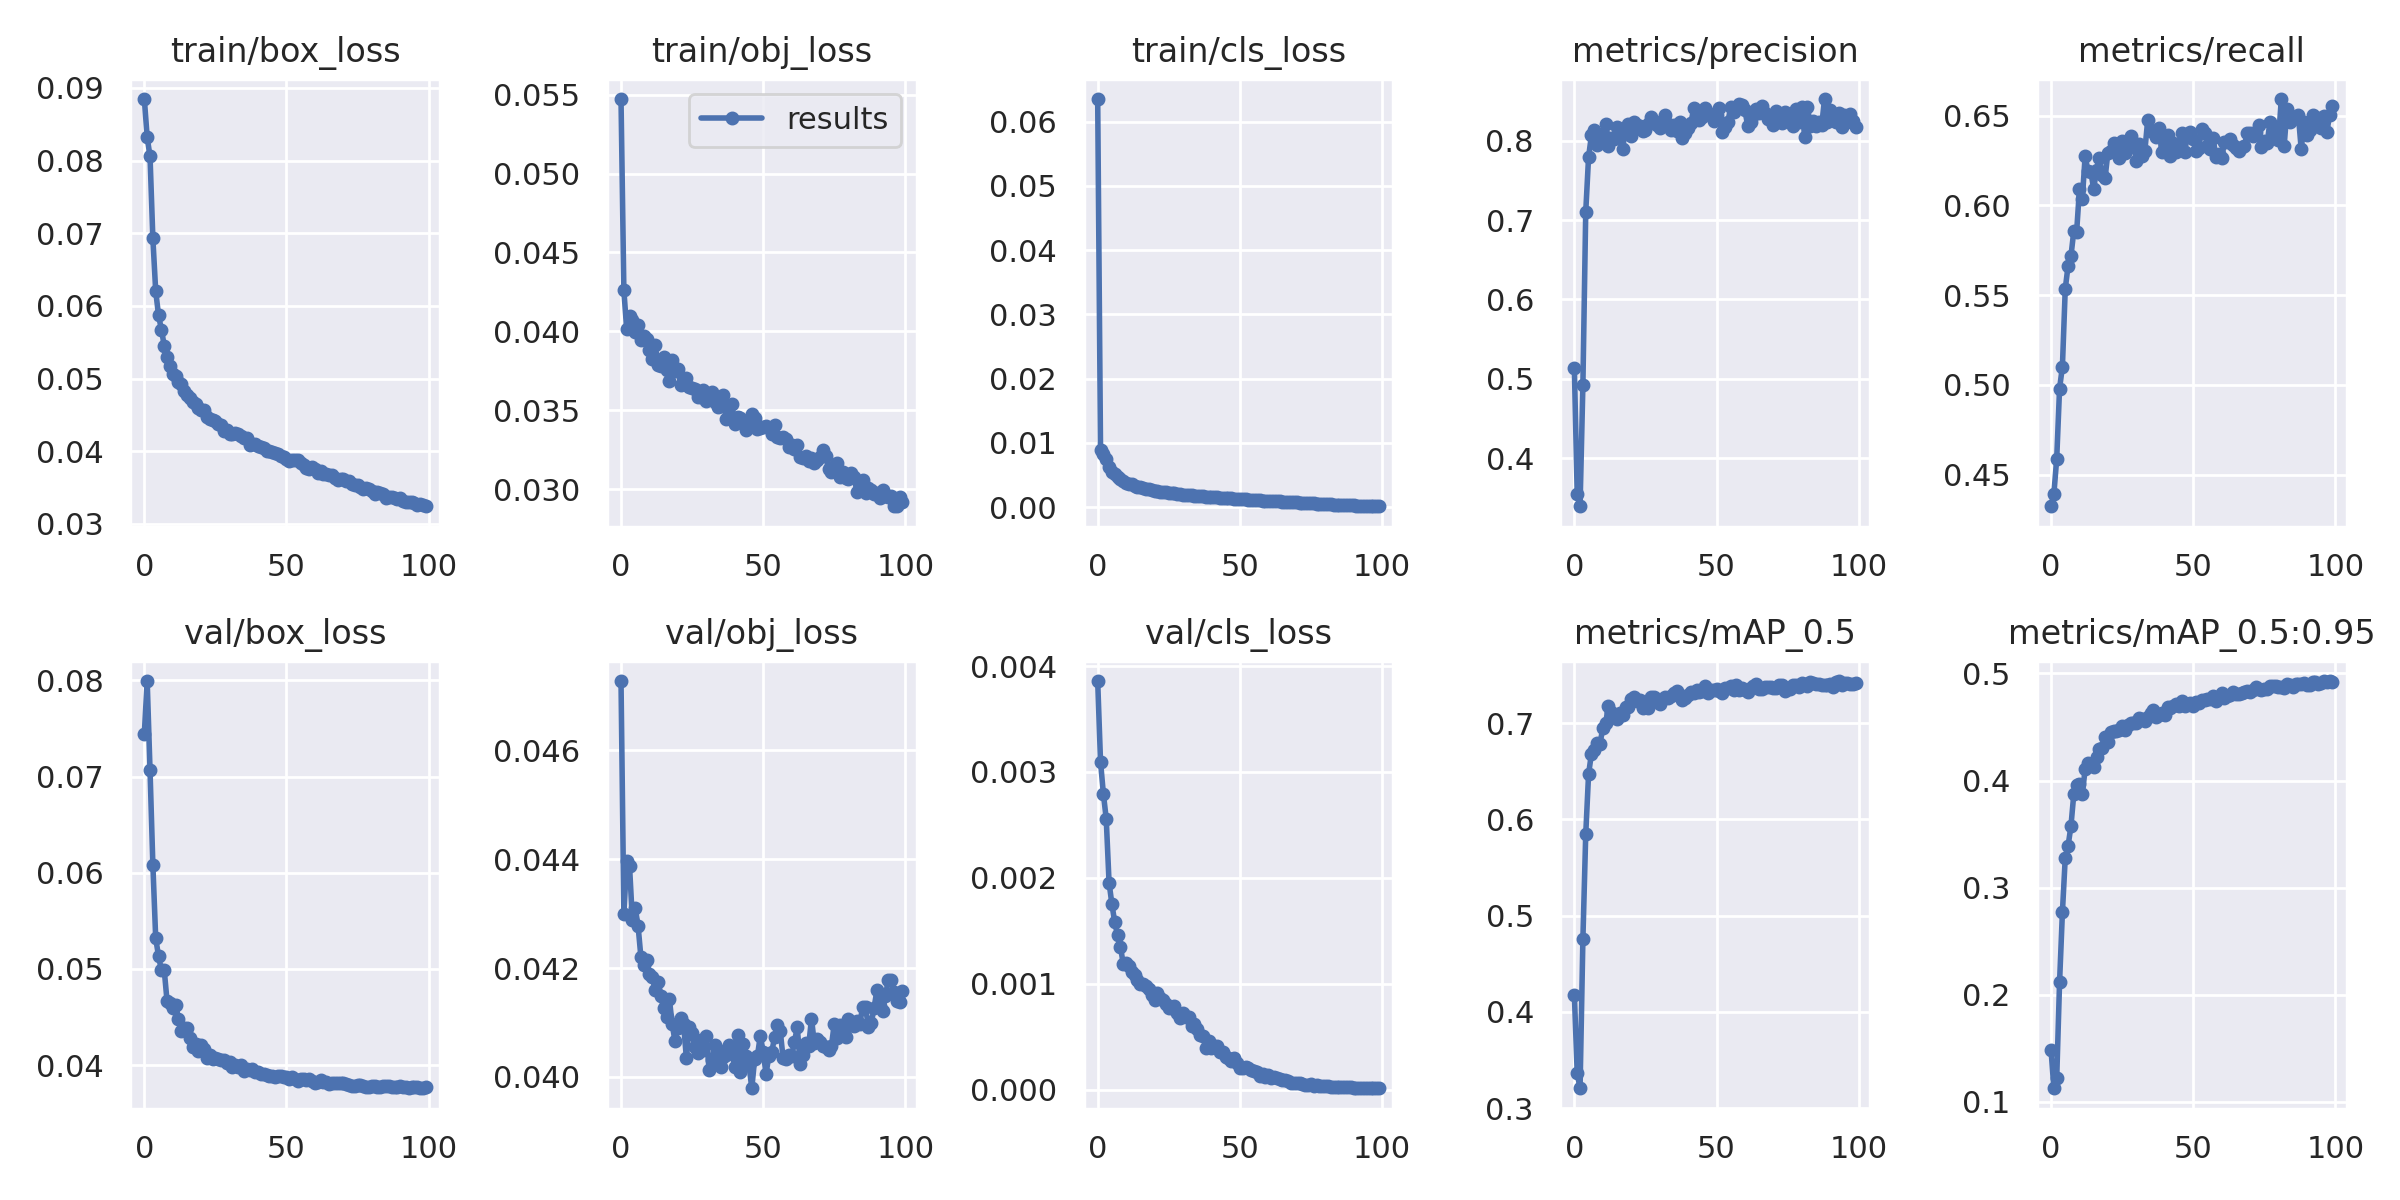 train/box_loss
0.09
0.08
0.07
0.06
0.05
0.04
0.03
0 50 100
train/obj_loss
results
0.055
0.050
0.045
0.040
0.035
0.030
0 50 100
train/cls_loss
0.06
0.05
0.04
0.03
0.02
0.01
0.00
0 50 100
metrics/precision
0.8
0.7
0.6
0.5
0.4
0 50 100
metrics/recall
0.65
0.60
0.55
0.50
0.45
0 50 100
val/box_loss
0.08
0.07
0.06
0.05
0.04
0 50 100
val/obj_loss
0.046
0.044
0.042
0.040
0 50 100
val/cls_loss
0.004
0.003
0.002
0.001
0.000
0 50 100
metrics/mAP_0.5
0.7
0.6
0.5
0.4
0.3
0 50 100
metrics/mAP_0.5:0.95
0.5
0.4
0.3
0.2
0.1
0 50 100